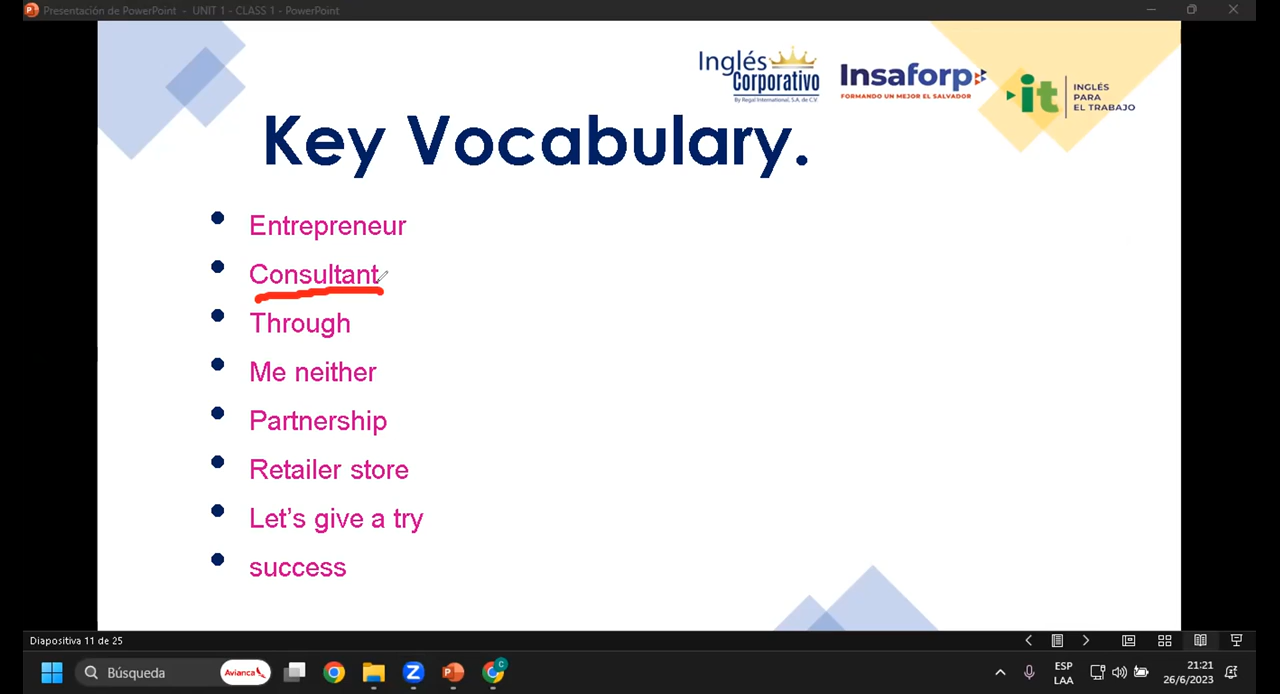 Presentación de PowerPoint - UNIT 1 - CLASS 1 - PowerPoint
Inglés
Corporativo
By Regal International, S.A. de C.V.
Insaforp
FORMANDO UN MEJOR EL SALVADOR
it
INGLÉS
PARA
EL TRABAJO
Key Vocabulary.
Entrepreneur
Consultant
Through
Me neither
Partnership
Retailer store
Let's give a try
success
Diapositiva 11 de 25
Búsqueda
Avianca
ESP
LAA
21:21
26/6/2023